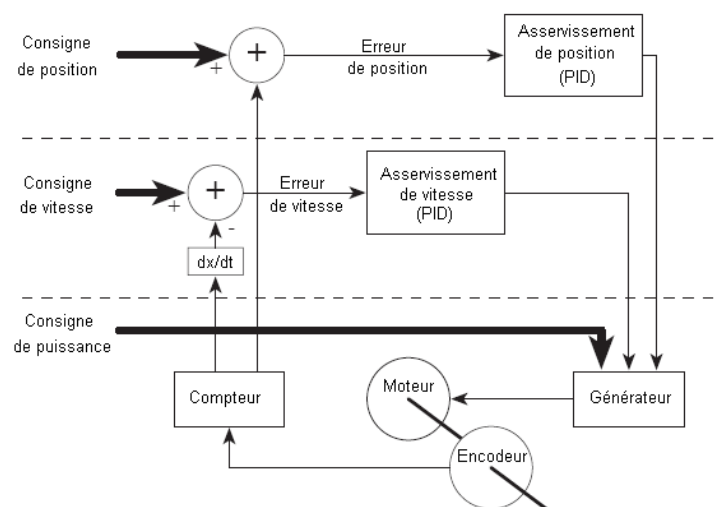 Consigne
de position
+
+
Erreur
de position
Asservissement
de position
(PID)
Consigne
de vitesse
+
+
-
Erreur
de vitesse
Asservissement
de vitesse
(PID)
dx/dt
Consigne
de puissance
Compteur
Moteur
Générateur
Encodeur